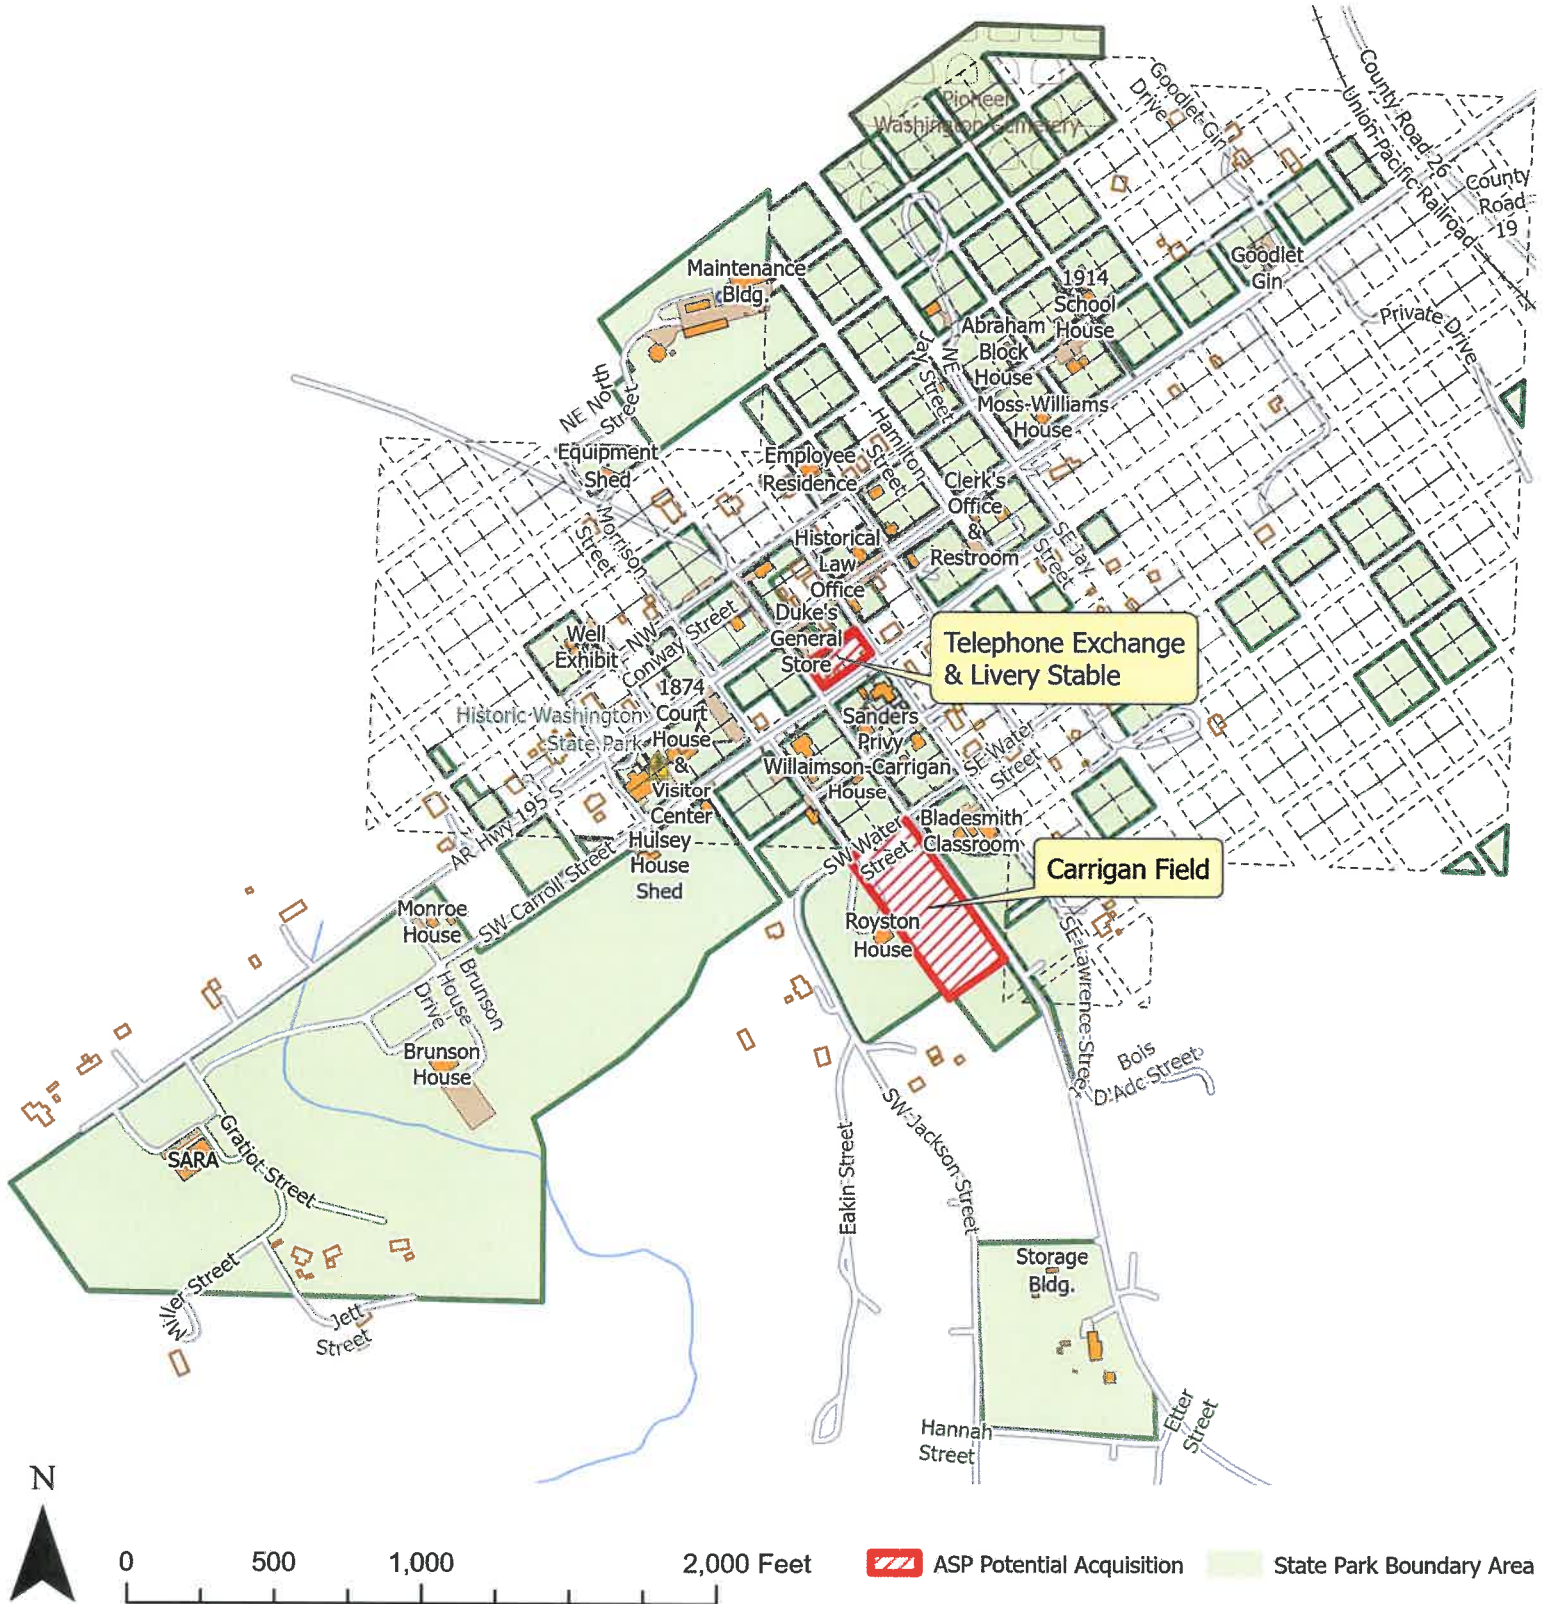 Pioneer
Washington Cemetery
Goodlet Gin
Drive
County Road 26
Union Pacific Railroad
County
Road
19
Maintenance
Bldg.
1914
School
House
Goodlet
Gin
Private Drive
Abraham
Block
House
NE
Jay Street
NE North
Street
Moss-Williams
House
Hamilton
Street
Equipment
Shed
Employee
Residence
Clerk's
Office
&
Restroom
Morrison
Street
Historical
Law
Office
SE Jay
Street
Duke's
General
Store
Telephone Exchange
& Livery Stable
Well
Exhibit
NW
Conway Street
1874
Court
House
&
Visitor
Center
Historic Washington
State Park
Sanders
Privy
Willaimson-Carrigan
House
SE Water
Street
AR Hwy 195 S
Hulsey
House
Shed
SW Water
Street
Bladesmith
Classroom
Carrigan Field
SW Carroll Street
Monroe
House
Royston
House
SE Lawrence Street
Brunson
House
Drive
Brunson
House
Bois
D'Adc Street
SARA
Gratiot Street
Eakin Street
SW Jackson Street
Miller Street
Jett
Street
Storage
Bldg.
Hannah
Street
Etter
Street
N
0 500 1,000 2,000 Feet
ASP Potential Acquisition
State Park Boundary Area